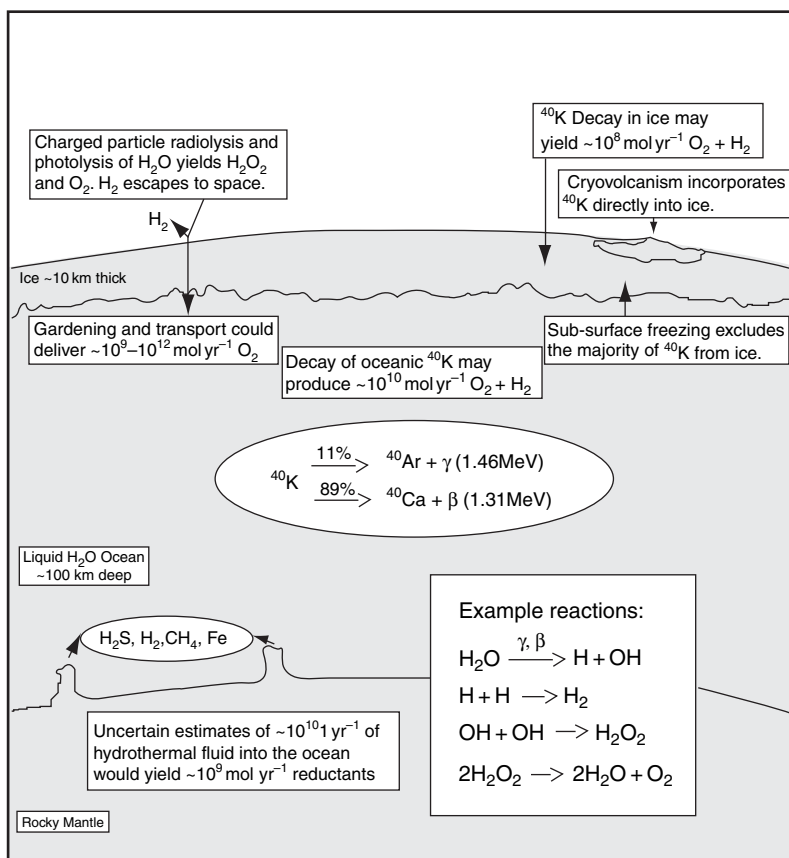 Charged particle radiolysis and
photolysis of H₂O yields H₂O₂
and O₂. H₂ escapes to space.
⁴⁰K Decay in ice may
yield ~10⁸ mol yr⁻¹ O₂ + H₂
Cryovolcanism incorporates
⁴⁰K directly into ice.
H₂
Ice ~10 km thick
Gardening and transport could
deliver ~10⁹–10¹² mol yr⁻¹ O₂
Sub-surface freezing excludes
the majority of ⁴⁰K from ice.
Decay of oceanic ⁴⁰K may
produce ~10¹⁰ mol yr⁻¹ O₂ + H₂
⁴⁰K
11% > ⁴⁰Ar + γ (1.46MeV)
89% > ⁴⁰Ca + β (1.31MeV)
Liquid H₂O Ocean
~100 km deep
H₂S, H₂,CH₄, Fe
Uncertain estimates of ~10¹⁰1 yr⁻¹ of
hydrothermal fluid into the ocean
would yield ~10⁹ mol yr⁻¹ reductants
Example reactions:
γ, β
H₂O → H + OH
H + H → H₂
OH + OH → H₂O₂
2H₂O₂ → 2H₂O + O₂
Rocky Mantle